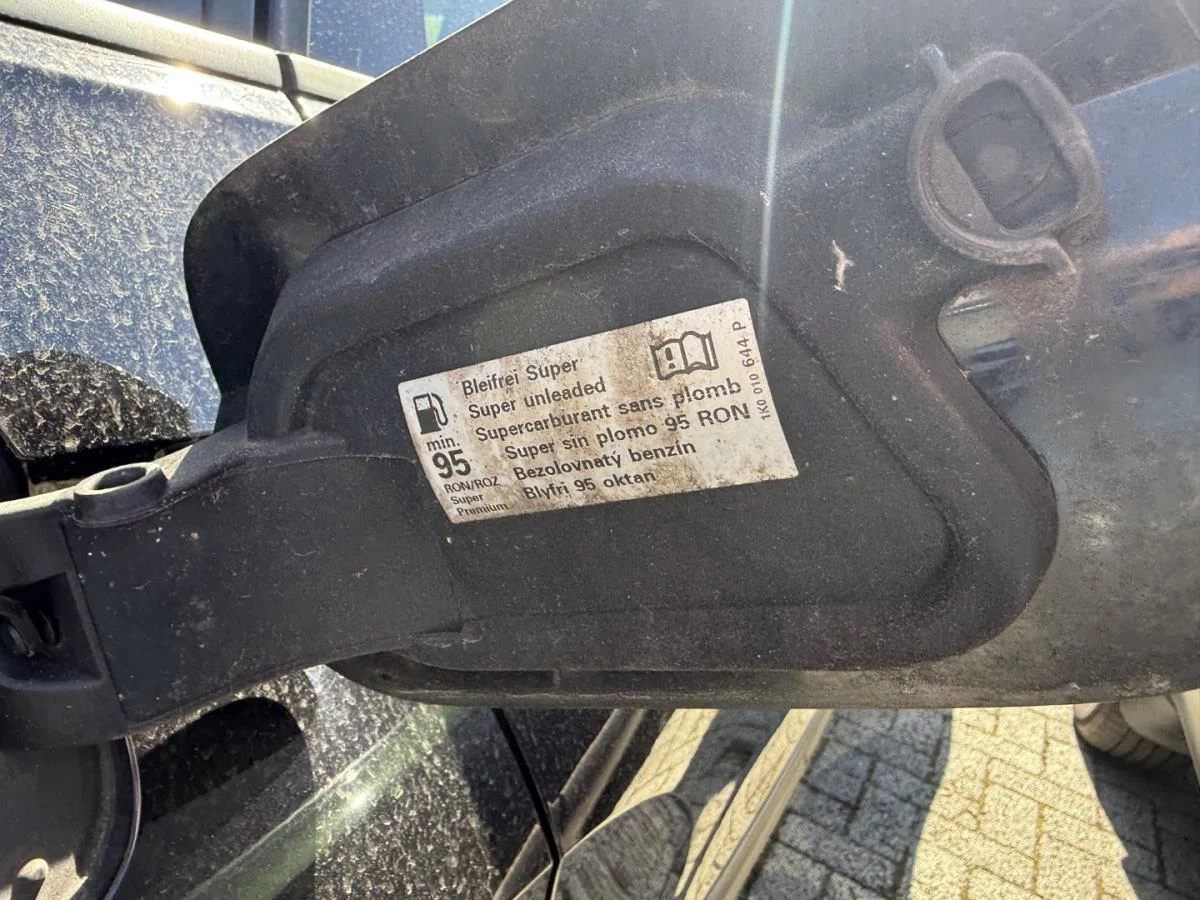 min.
95
RON/ROZ
Super
Premium
Bleifrei Super
Super unleaded
Supercarburant sans plomb
Super sin plomo 95 RON
Bezolovnatý benzín
Blyfri 95 oktan
1K0 010 644 P